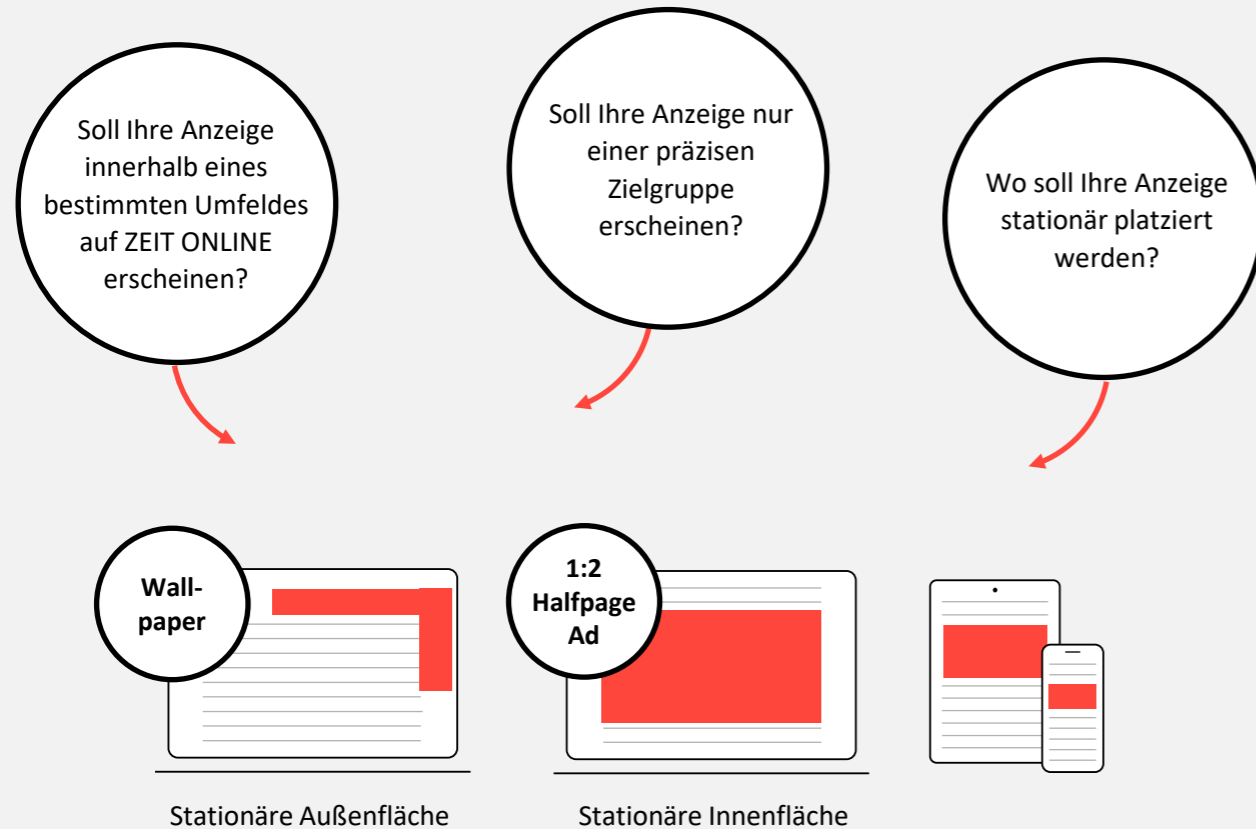 Soll Ihre Anzeige
innerhalb eines
bestimmten Umfeldes
auf ZEIT ONLINE
erscheinen?
Soll Ihre Anzeige nur
einer präzisen
Zielgruppe
erscheinen?
Wo soll Ihre Anzeige
stationär platziert
werden?
Wall-
paper
1:2
Halfpage
Ad
Stationäre Außenfläche
Stationäre Innenfläche